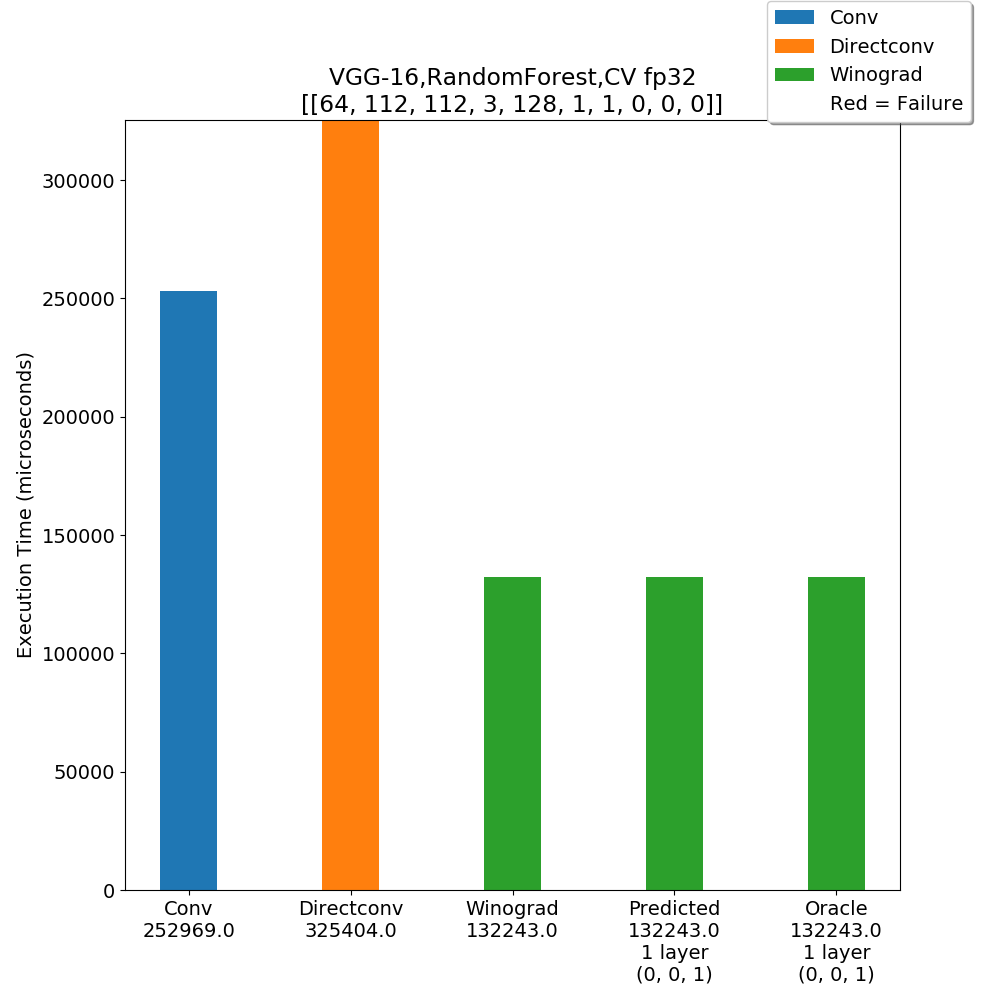 Conv
Directconv
Winograd
Red = Failure
VGG-16,RandomForest,CV fp32
[[64, 112, 112, 3, 128, 1, 1, 0, 0, 0]]
Execution Time (microseconds)
300000
250000
200000
150000
100000
50000
0
Conv
252969.0
Directconv
325404.0
Winograd
132243.0
Predicted
132243.0
1 layer
(0, 0, 1)
Oracle
132243.0
1 layer
(0, 0, 1)